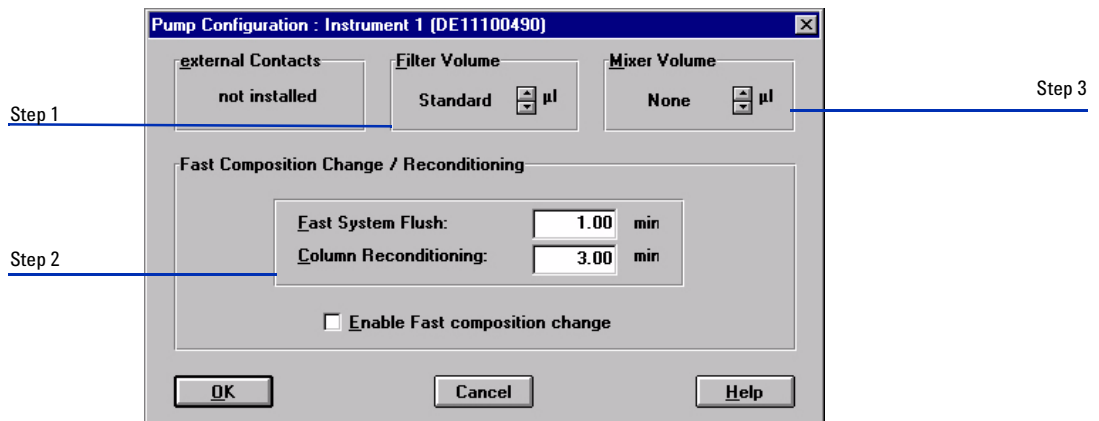 Pump Configuration : Instrument 1 (DE11100490)
external Contacts
not installed
Filter Volume
Standard µl
Mixer Volume
None µl
Step 1
Step 3
Fast Composition Change / Reconditioning
Fast System Flush: 1.00 min
Column Reconditioning: 3.00 min
Step 2
Enable Fast composition change
OK
Cancel
Help